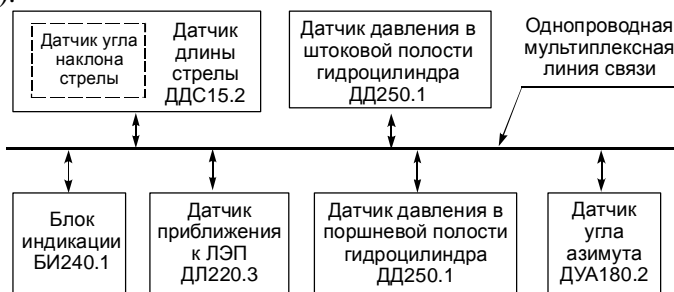 Датчик угла
наклона
стрелы
Датчик
длины
стрелы
ДДС15.2
Датчик давления в
штоковой полости
гидроцилиндра
ДД250.1
Однопроводная
мультиплексная
линия связи
Блок
индикации
БИ240.1
Датчик
приближения
к ЛЭП
ДЛ220.3
Датчик давления в
поршневой полости
гидроцилиндра
ДД250.1
Датчик
угла
азимута
ДУА180.2